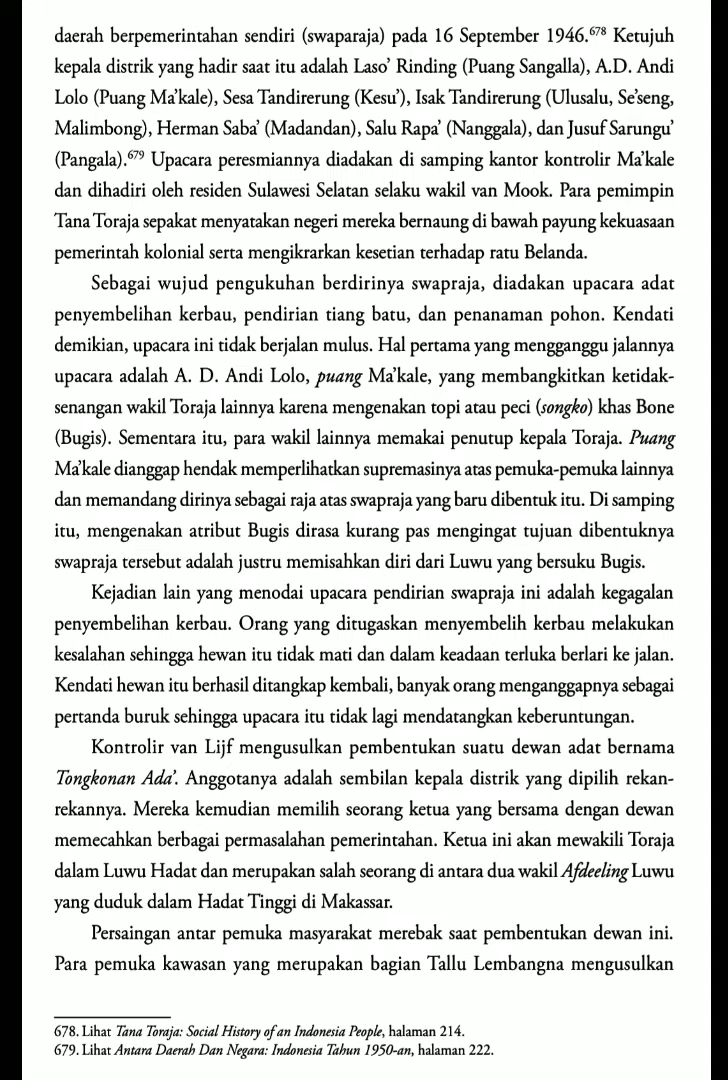 daerah berpemerintahan sendiri (swaparaja) pada 16 September 1946.⁶⁷⁸ Ketujuh
kepala distrik yang hadir saat itu adalah Laso’ Rinding (Puang Sangalla), A.D. Andi
Lolo (Puang Ma’kale), Sesa Tandirerung (Kesu’), Isak Tandirerung (Ulusalu, Se’seng,
Malimbong), Herman Saba’ (Madandan), Salu Rapa’ (Nanggala), dan Jusuf Sarungu’
(Pangala).⁶⁷⁹ Upacara peresmiannya diadakan di samping kantor kontrolir Ma’kale
dan dihadiri oleh residen Sulawesi Selatan selaku wakil van Mook. Para pemimpin
Tana Toraja sepakat menyatakan negeri mereka bernaung di bawah payung kekuasaan
pemerintah kolonial serta mengikrarkan kesetian terhadap ratu Belanda.
Sebagai wujud pengukuhan berdirinya swapraja, diadakan upacara adat
penyembelihan kerbau, pendirian tiang batu, dan penanaman pohon. Kendati
demikian, upacara ini tidak berjalan mulus. Hal pertama yang mengganggu jalannya
upacara adalah A. D. Andi Lolo, puang Ma’kale, yang membangkitkan ketidak-
senangan wakil Toraja lainnya karena mengenakan topi atau peci (songko) khas Bone
(Bugis). Sementara itu, para wakil lainnya memakai penutup kepala Toraja. Puang
Ma’kale dianggap hendak memperlihatkan supremasinya atas pemuka-pemuka lainnya
dan memandang dirinya sebagai raja atas swapraja yang baru dibentuk itu. Di samping
itu, mengenakan atribut Bugis dirasa kurang pas mengingat tujuan dibentuknya
swapraja tersebut adalah justru memisahkan diri dari Luwu yang bersuku Bugis.
Kejadian lain yang menodai upacara pendirian swapraja ini adalah kegagalan
penyembelihan kerbau. Orang yang ditugaskan menyembelih kerbau melakukan
kesalahan sehingga hewan itu tidak mati dan dalam keadaan terluka berlari ke jalan.
Kendati hewan itu berhasil ditangkap kembali, banyak orang menganggapnya sebagai
pertanda buruk sehingga upacara itu tidak lagi mendatangkan keberuntungan.
Kontrolir van Lijf mengusulkan pembentukan suatu dewan adat bernama
Tongkonan Ada’. Anggotanya adalah sembilan kepala distrik yang dipilih rekan-
rekannya. Mereka kemudian memilih seorang ketua yang bersama dengan dewan
memecahkan berbagai permasalahan pemerintahan. Ketua ini akan mewakili Toraja
dalam Luwu Hadat dan merupakan salah seorang di antara dua wakil Afdeeling Luwu
yang duduk dalam Hadat Tinggi di Makassar.
Persaingan antar pemuka masyarakat merebak saat pembentukan dewan ini.
Para pemuka kawasan yang merupakan bagian Tallu Lembangna mengusulkan
678. Lihat Tana Toraja: Social History of an Indonesia People, halaman 214.
679. Lihat Antara Daerah Dan Negara: Indonesia Tahun 1950-an, halaman 222.